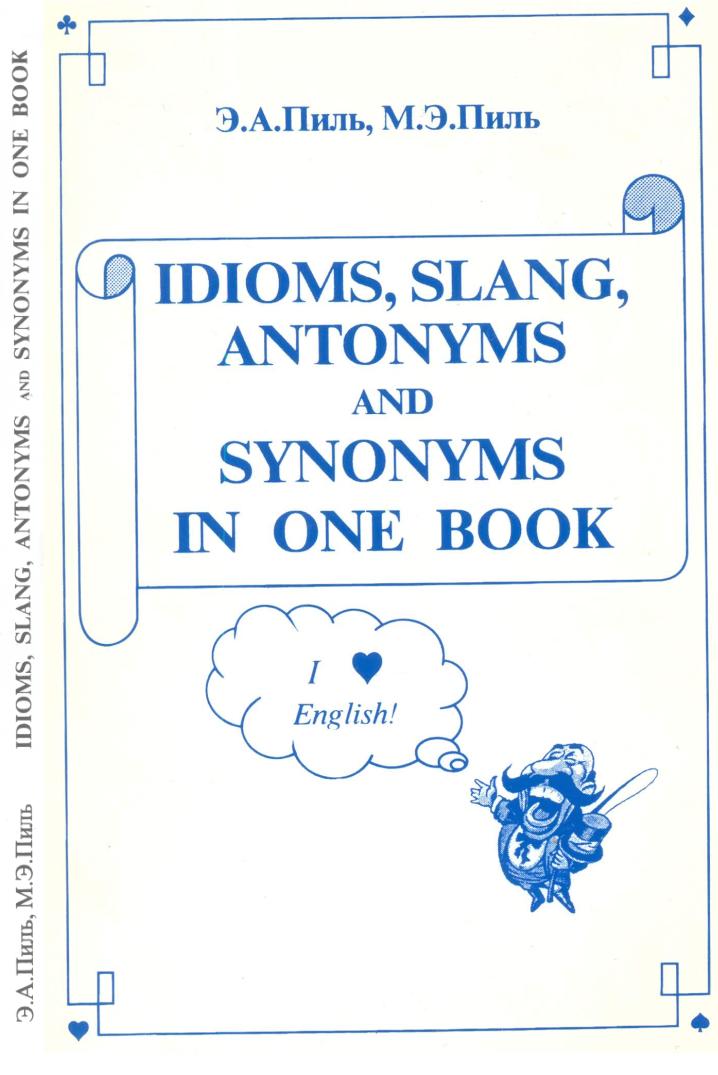 Э.А.Пиль, М.Э.Пиль
IDIOMS, SLANG,
ANTONYMS
AND
SYNONYMS
IN ONE BOOK
I ♥
English!
Э.А.Пиль, М.Э.Пиль IDIOMS, SLANG, ANTONYMS AND SYNONYMS IN ONE BOOK